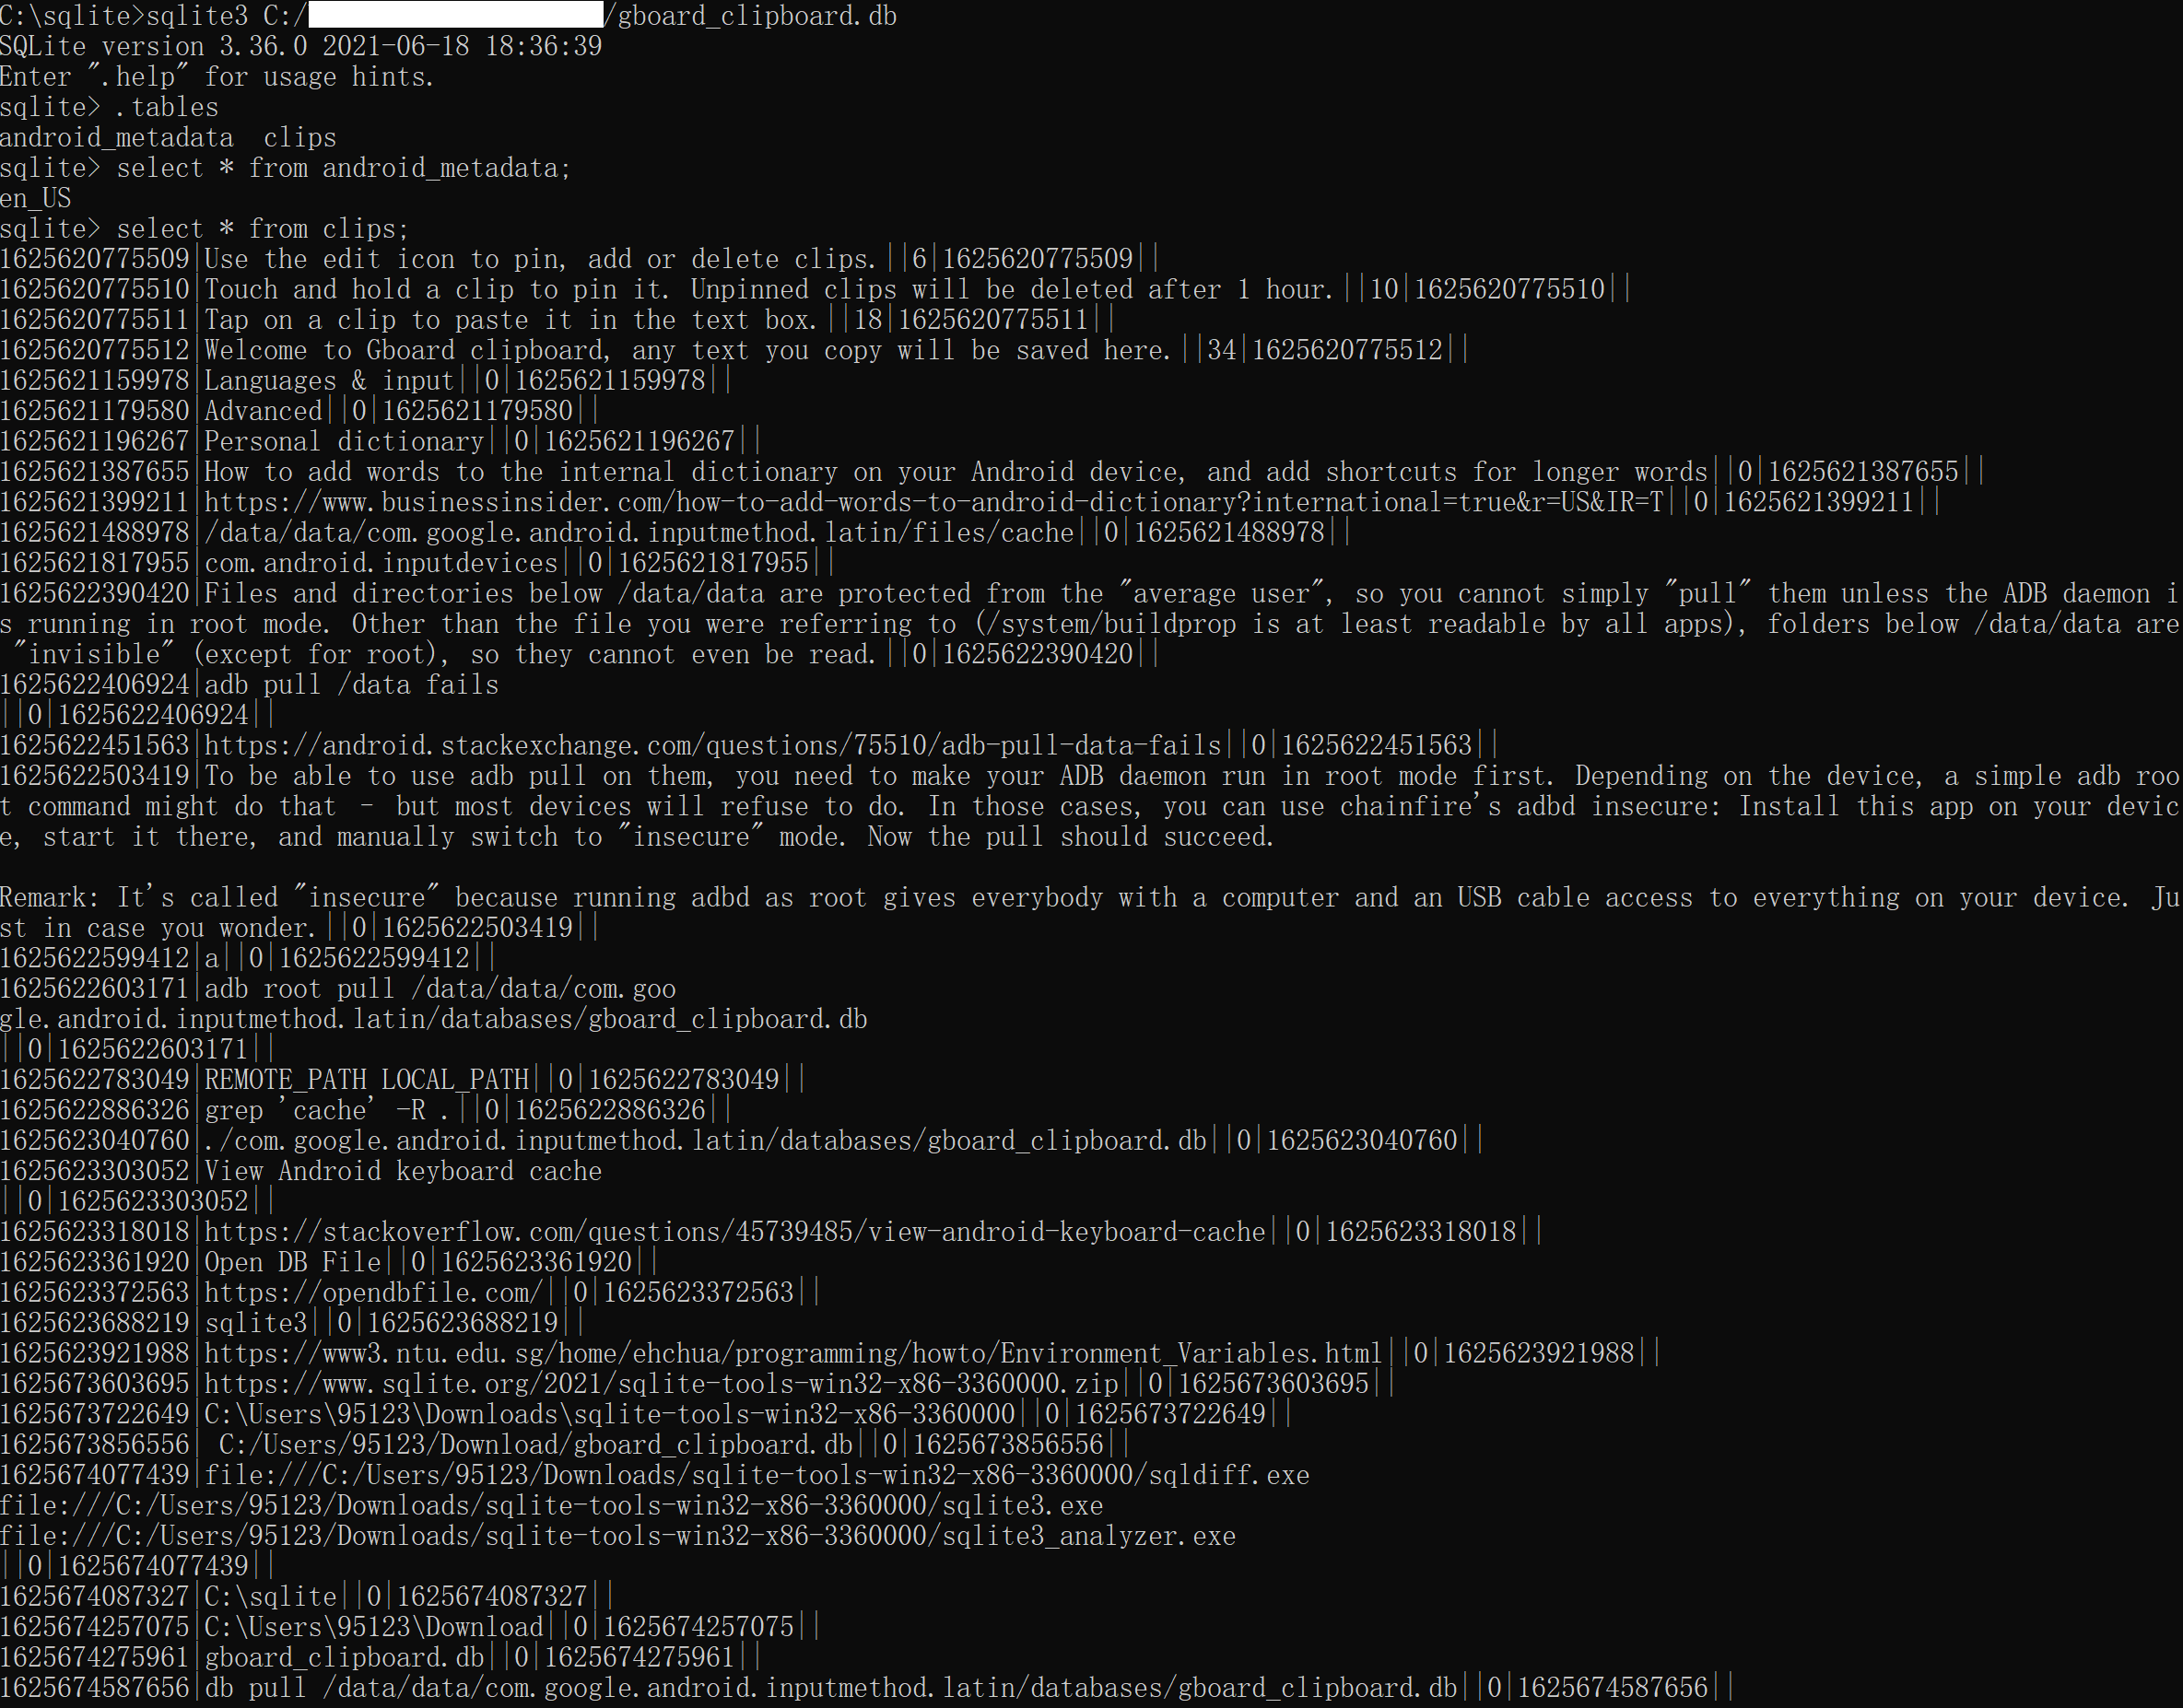 C:\sqlite>sqlite3 C:/ /gboard_clipboard.db
SQLite version 3.36.0 2021-06-18 18:36:39
Enter ".help" for usage hints.
sqlite> .tables
android_metadata  clips
sqlite> select * from android_metadata;
en_US
sqlite> select * from clips;
1625620775509|Use the edit icon to pin, add or delete clips.||6|1625620775509||
1625620775510|Touch and hold a clip to pin it. Unpinned clips will be deleted after 1 hour.||10|1625620775510||
1625620775511|Tap on a clip to paste it in the text box.||18|1625620775511||
1625620775512|Welcome to Gboard clipboard, any text you copy will be saved here.||34|1625620775512||
1625621159978|Languages & input||0|1625621159978||
1625621179580|Advanced||0|1625621179580||
1625621196267|Personal dictionary||0|1625621196267||
1625621387655|How to add words to the internal dictionary on your Android device, and add shortcuts for longer words||0|1625621387655||
1625621399211|https://www.businessinsider.com/how-to-add-words-to-android-dictionary?international=true&r=US&IR=T||0|1625621399211||
1625621488978|/data/data/com.google.android.inputmethod.latin/files/cache||0|1625621488978||
1625621817955|com.android.inputdevices||0|1625621817955||
1625622390420|Files and directories below /data/data are protected from the "average user", so you cannot simply "pull" them unless the ADB daemon i
s running in root mode. Other than the file you were referring to (/system/buildprop is at least readable by all apps), folders below /data/data are
 "invisible" (except for root), so they cannot even be read.||0|1625622390420||
1625622406924|adb pull /data fails
||0|1625622406924||
1625622451563|https://android.stackexchange.com/questions/75510/adb-pull-data-fails||0|1625622451563||
1625622503419|To be able to use adb pull on them, you need to make your ADB daemon run in root mode first. Depending on the device, a simple adb roo
t command might do that – but most devices will refuse to do. In those cases, you can use chainfire's adbd insecure: Install this app on your devic
e, start it there, and manually switch to "insecure" mode. Now the pull should succeed.
Remark: It's called "insecure" because running adbd as root gives everybody with a computer and an USB cable access to everything on your device. Ju
st in case you wonder.||0|1625622503419||
1625622599412|a||0|1625622599412||
1625622603171|adb root pull /data/data/com.goo
gle.android.inputmethod.latin/databases/gboard_clipboard.db
||0|1625622603171||
1625622783049|REMOTE_PATH LOCAL_PATH||0|1625622783049||
1625622886326|grep 'cache' -R .||0|1625622886326||
1625623040760|./com.google.android.inputmethod.latin/databases/gboard_clipboard.db||0|1625623040760||
1625623303052|View Android keyboard cache
||0|1625623303052||
1625623318018|https://stackoverflow.com/questions/45739485/view-android-keyboard-cache||0|1625623318018||
1625623361920|Open DB File||0|1625623361920||
1625623372563|https://opendbfile.com/||0|1625623372563||
1625623688219|sqlite3||0|1625623688219||
1625623921988|https://www3.ntu.edu.sg/home/ehchua/programming/howto/Environment_Variables.html||0|1625623921988||
1625673603695|https://www.sqlite.org/2021/sqlite-tools-win32-x86-3360000.zip||0|1625673603695||
1625673722649|C:\Users\95123\Downloads\sqlite-tools-win32-x86-3360000||0|1625673722649||
1625673856556| C:/Users/95123/Download/gboard_clipboard.db||0|1625673856556||
1625674077439|file:///C:/Users/95123/Downloads/sqlite-tools-win32-x86-3360000/sqldiff.exe
file:///C:/Users/95123/Downloads/sqlite-tools-win32-x86-3360000/sqlite3.exe
file:///C:/Users/95123/Downloads/sqlite-tools-win32-x86-3360000/sqlite3_analyzer.exe
||0|1625674077439||
1625674087327|C:\sqlite||0|1625674087327||
1625674257075|C:\Users\95123\Download||0|1625674257075||
1625674275961|gboard_clipboard.db||0|1625674275961||
1625674587656|db pull /data/data/com.google.android.inputmethod.latin/databases/gboard_clipboard.db||0|1625674587656||